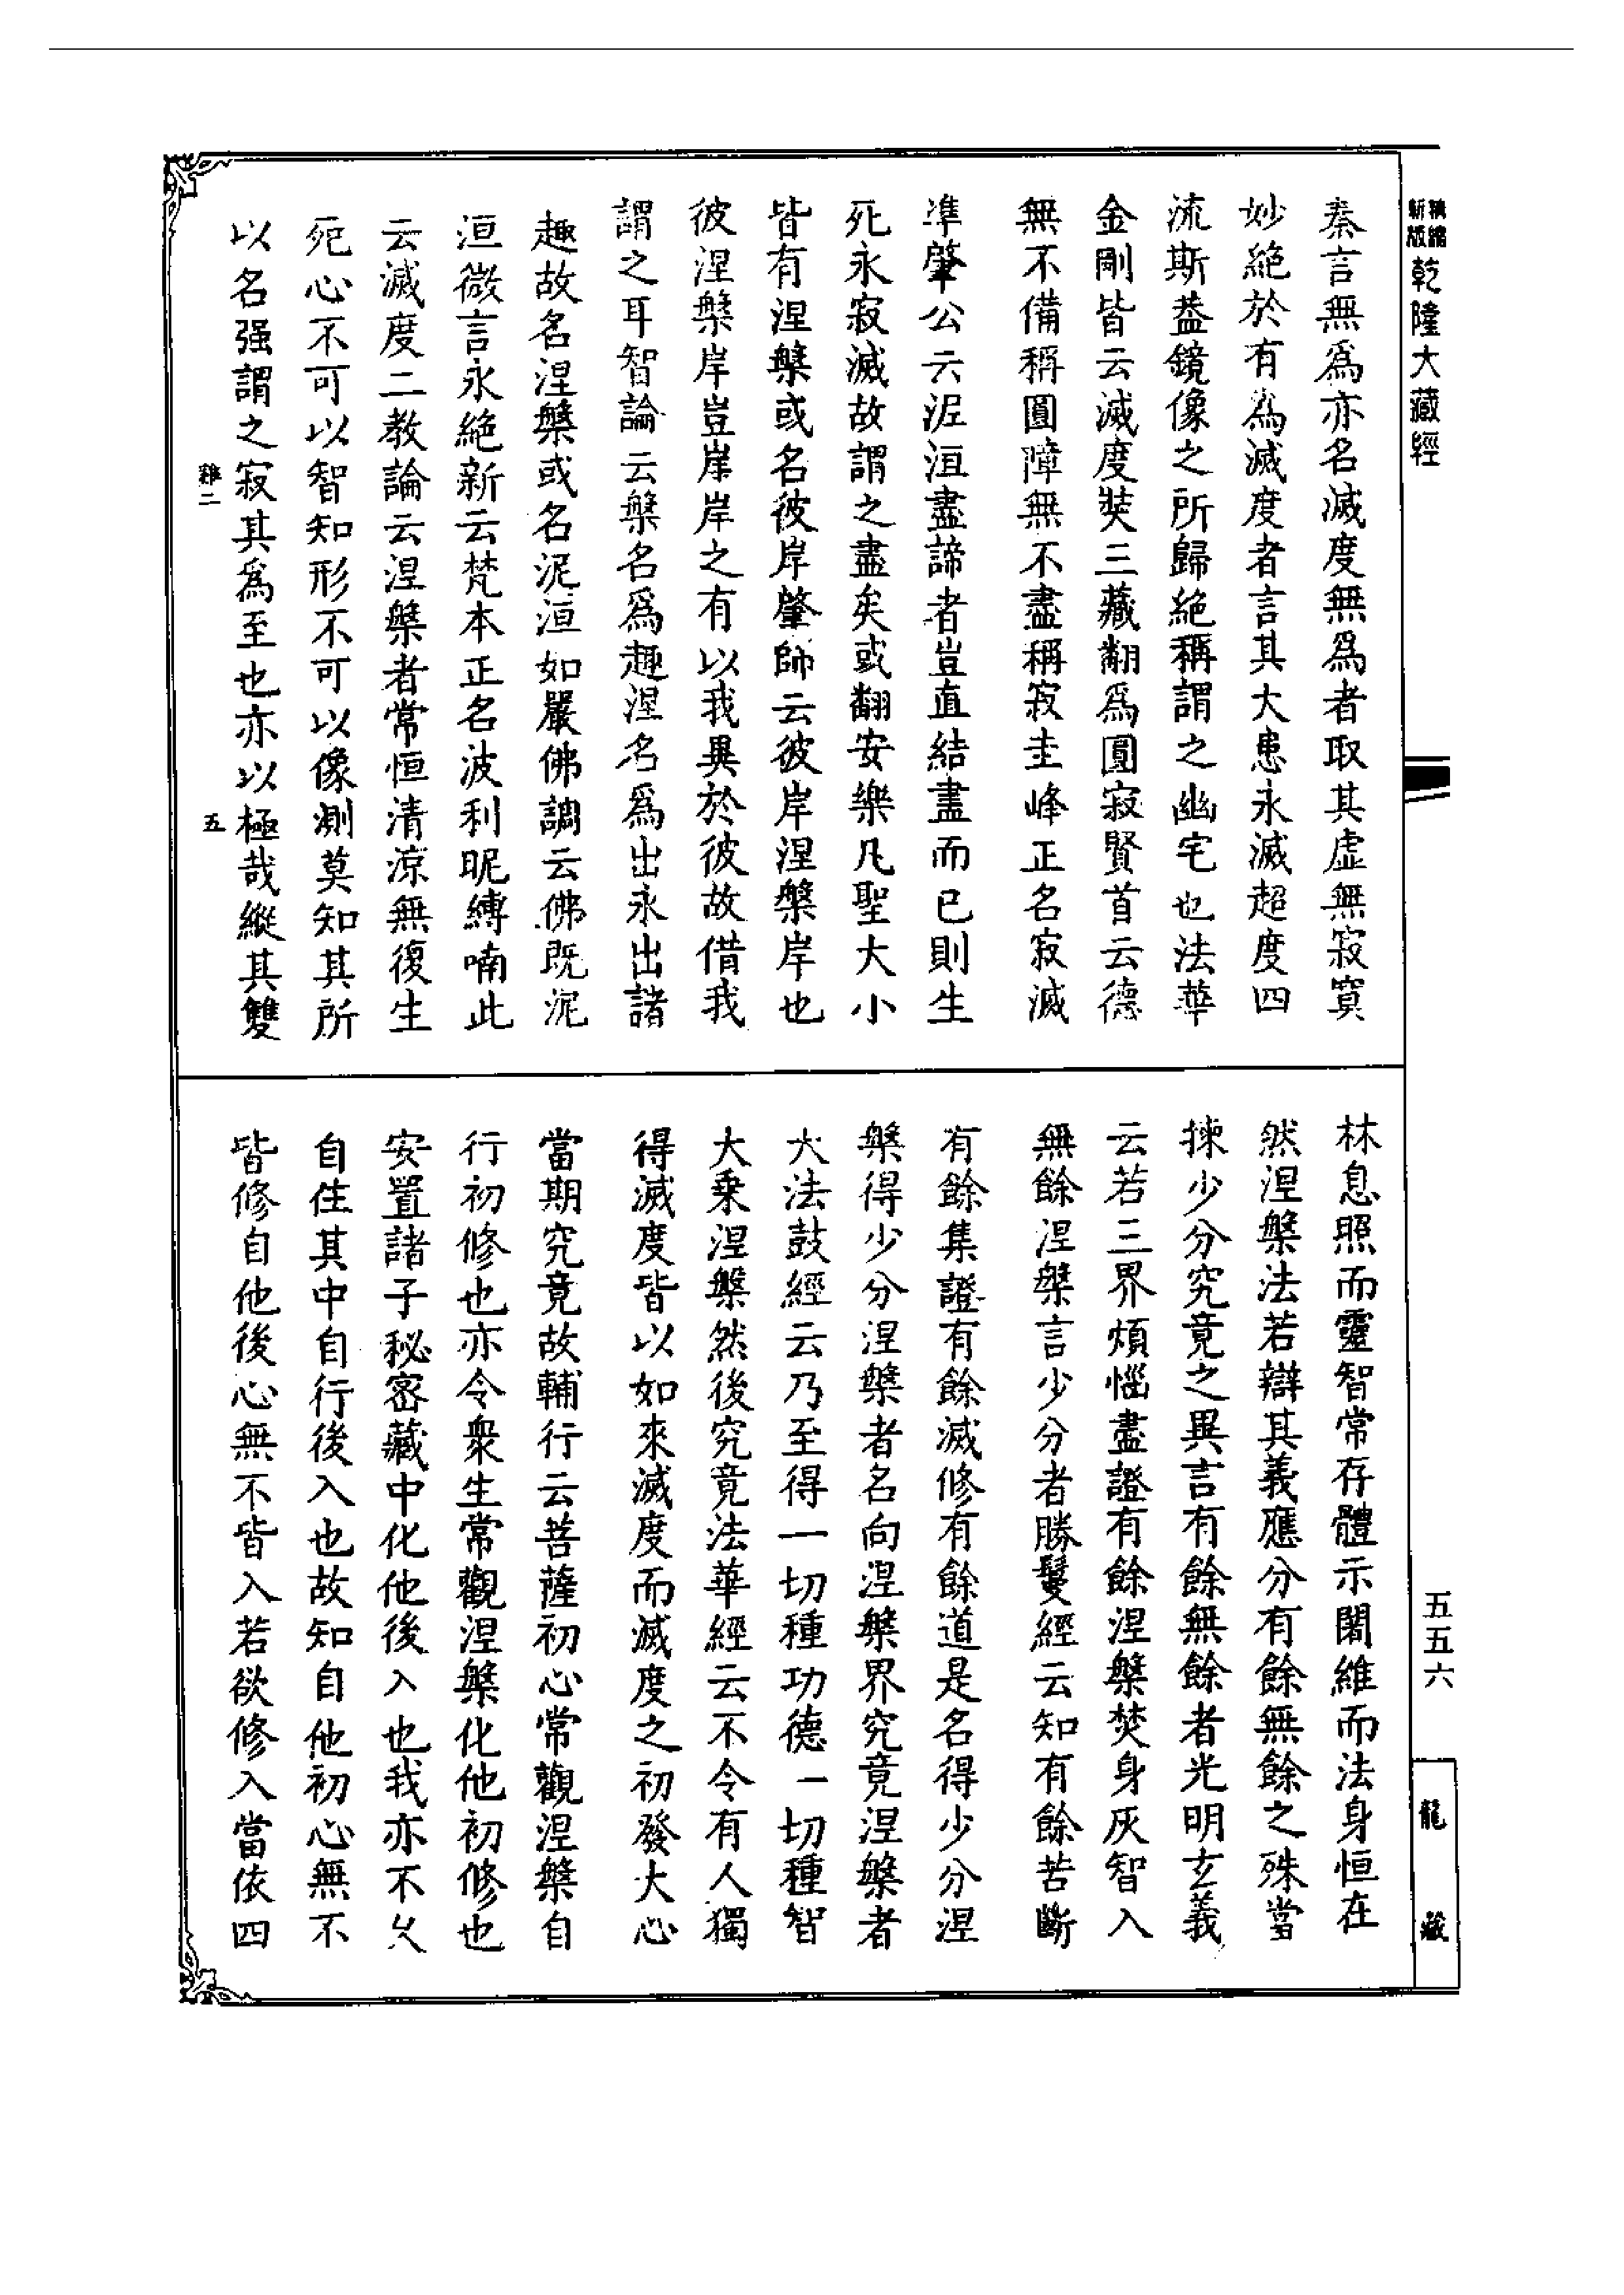 精縮新版乾隆大藏經
秦言無爲亦名滅度無爲者取其虛無寂寞
妙絕於有爲滅度者言其大患永滅超度四
流斯葢鏡像之所歸絕稱謂之幽宅也法華
金剛皆云滅度奘三藏翻爲圓寂賢首云德
無不備稱圓障無不盡稱寂圭峰正名寂滅
準肇公云泥洹盡諦者豈直結盡而已則生
死永寂滅故謂之盡矣或翻安樂凡聖大小
皆有涅槃或名彼岸肇師云彼岸涅槃岸也
彼涅槃岸豈岸岸之有以我異於彼故借我
謂之耳智論云槃名爲趣涅名爲出永出諸
趣故名涅槃或名泥洹如嚴佛調云佛既泥
洹微言永絕新云梵本正名波利昵縛喃此
云滅度二教論云涅槃者常恒清涼無復生
死心不可以智知形不可以像測莫知其所
以名强謂之寂其爲至也亦以極哉縱其雙
雞二
五
林息照而靈智常存體示闍維而法身恒在
然涅槃法若辯其義應分有餘無餘之殊當
揀少分究竟之異言有餘無餘者光明玄義
云若三界煩惱盡證有餘涅槃焚身灰智入
無餘涅槃言少分者勝鬘經云知有餘苦斷
有餘集證有餘滅修有餘道是名得少分涅
槃得少分涅槃者名向涅槃界究竟涅槃者
大法鼓經云乃至得一切種功德一切種智
大乗涅槃然後究竟法華經云不令有人獨
得滅度皆以如來滅度而滅度之初發大心
當期究竟故輔行云菩薩初心常觀涅槃自
行初修也亦令衆生常觀涅槃化他初修也
安置諸子秘密藏中化他後入也我亦不久
自住其中自行後入也故知自他初心無不
皆修自他後心無不皆入若欲修入當依四
五五六
龍藏